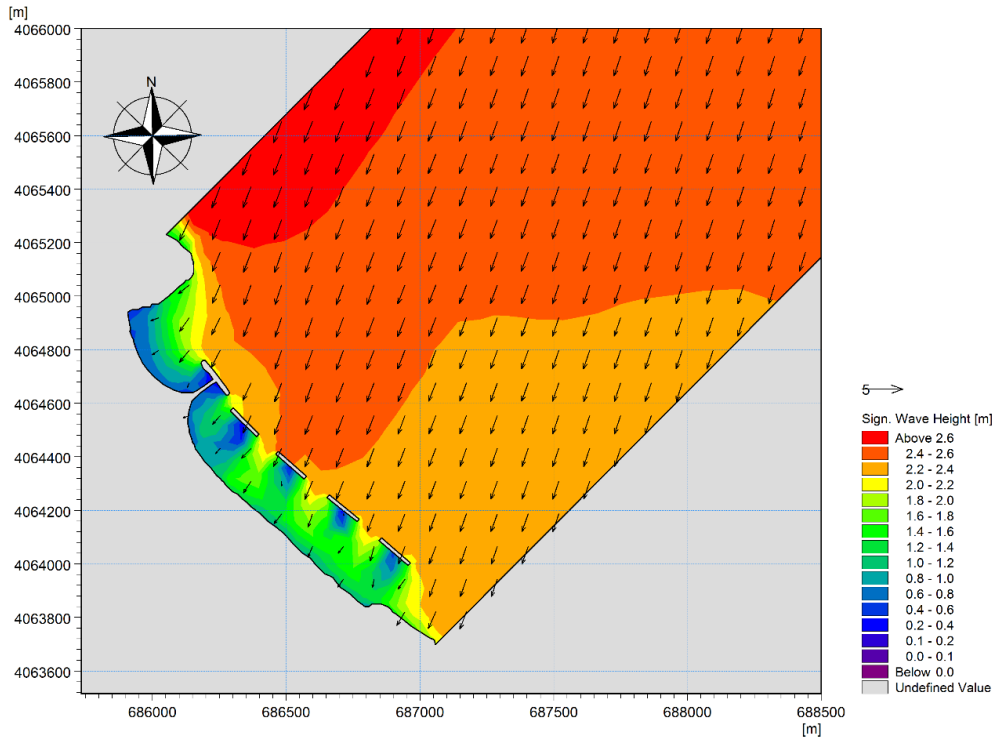 [m]
4066000
4065800
4065600
4065400
4065200
4065000
4064800
4064600
4064400
4064200
4064000
4063800
4063600
N
686000 686500 687000 687500 688000 688500
[m]
5
Sign. Wave Height [m]
Above 2.6
2.4 - 2.6
2.2 - 2.4
2.0 - 2.2
1.8 - 2.0
1.6 - 1.8
1.4 - 1.6
1.2 - 1.4
1.0 - 1.2
0.8 - 1.0
0.6 - 0.8
0.4 - 0.6
0.2 - 0.4
0.1 - 0.2
0.0 - 0.1
Below 0.0
Undefined Value